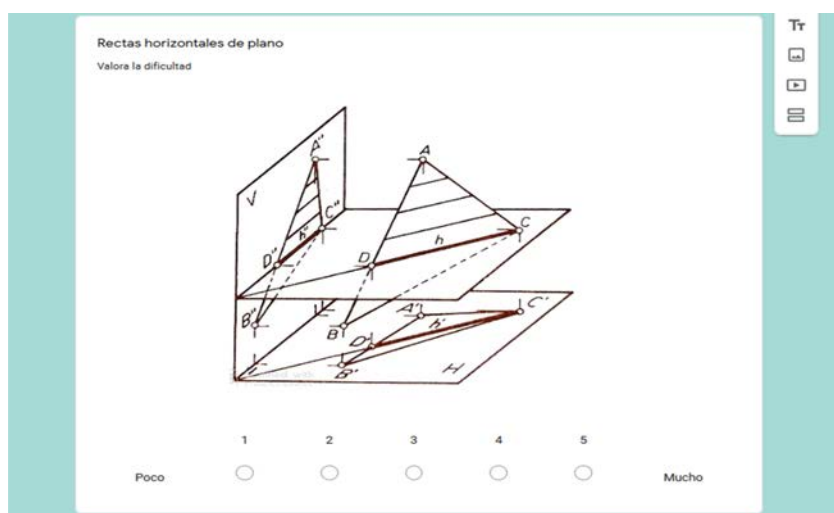 Tт
Rectas horizontales de plano
Valora la dificultad
A"
A
V
C"
h"
C
h
D"
D
B"
B
A'
C'
h'
D'
B'
H
1 2 3 4 5
Poco
Mucho